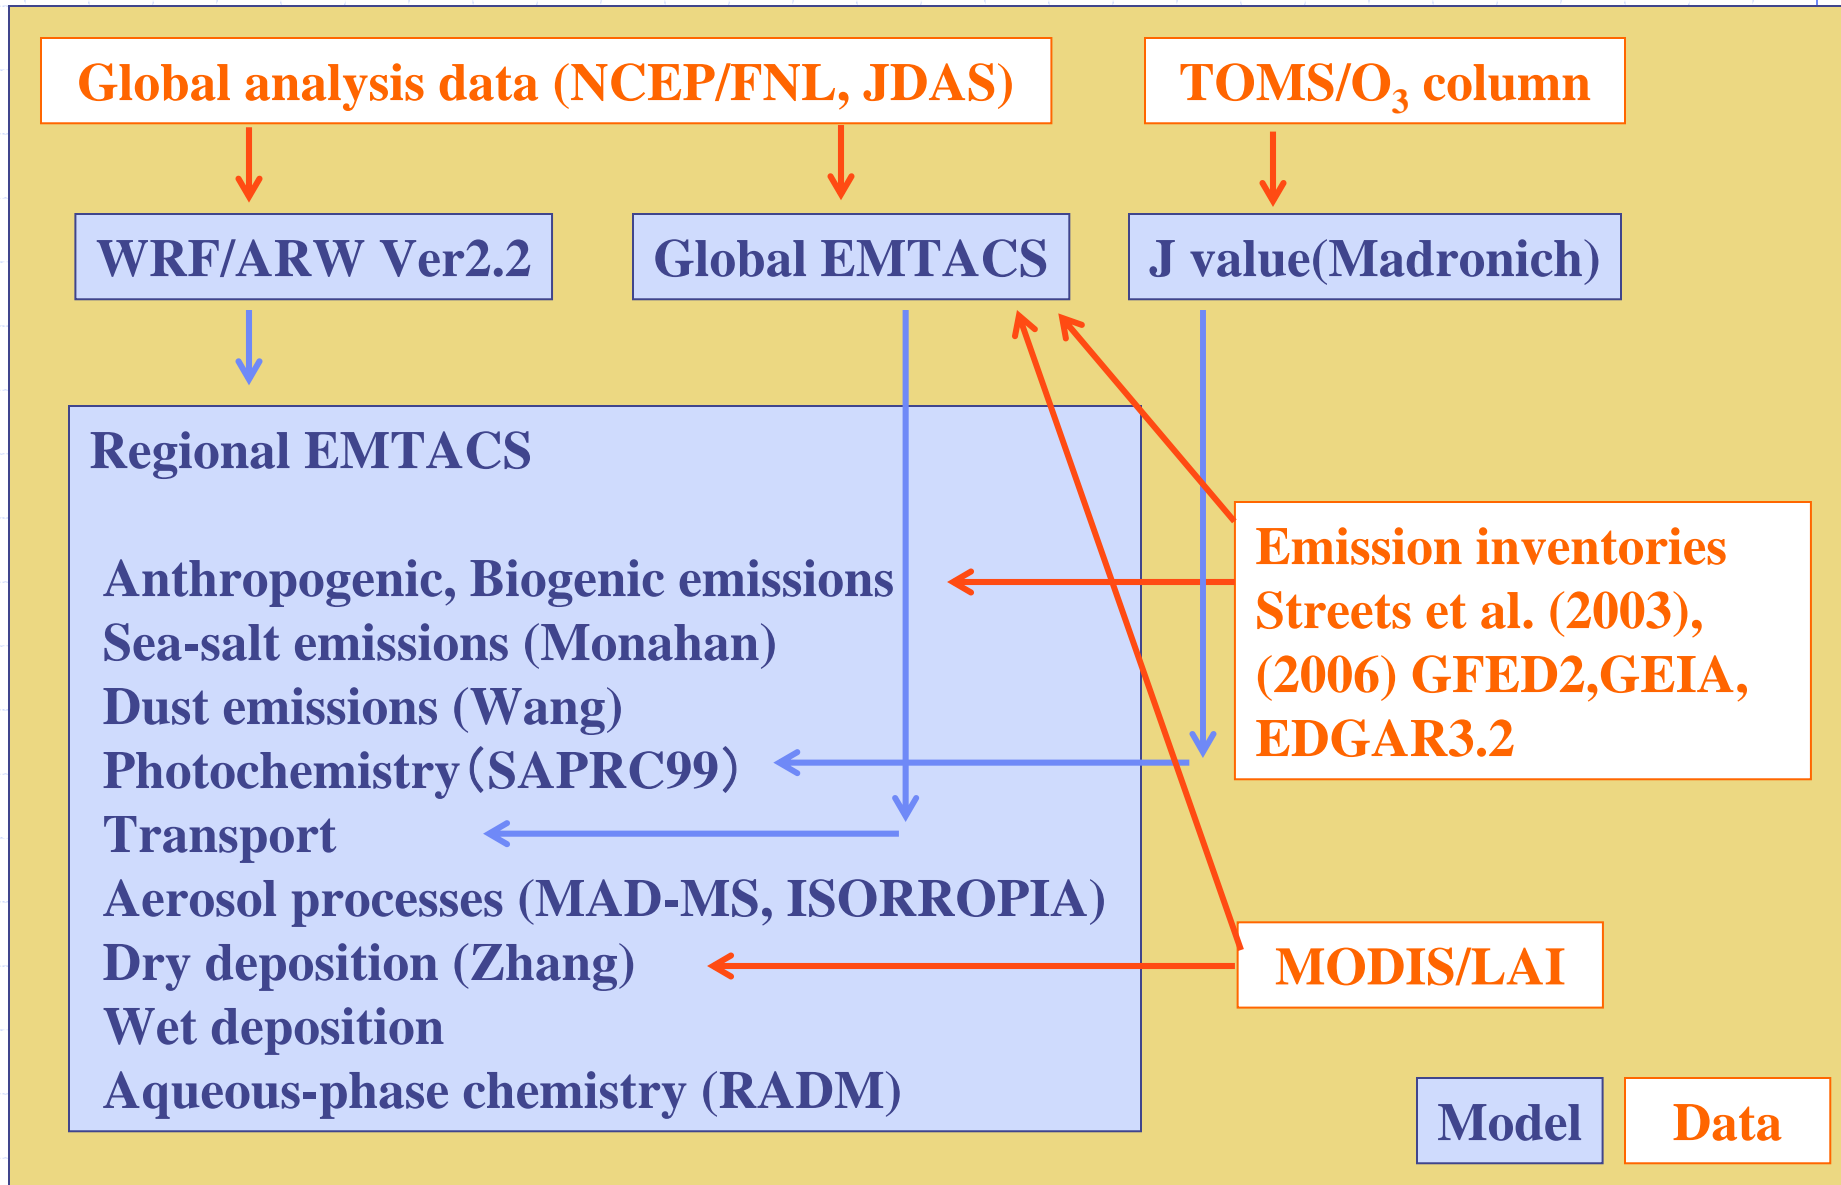 Global analysis data (NCEP/FNL, JDAS)
TOMS/O₃ column
WRF/ARW Ver2.2
Global EMTACS
J value(Madronich)
Regional EMTACS
Anthropogenic, Biogenic emissions
Sea-salt emissions (Monahan)
Dust emissions (Wang)
Photochemistry（SAPRC99）
Transport
Aerosol processes (MAD-MS, ISORROPIA)
Dry deposition (Zhang)
Wet deposition
Aqueous-phase chemistry (RADM)
Emission inventories
Streets et al. (2003),
(2006) GFED2,GEIA,
EDGAR3.2
MODIS/LAI
Model
Data